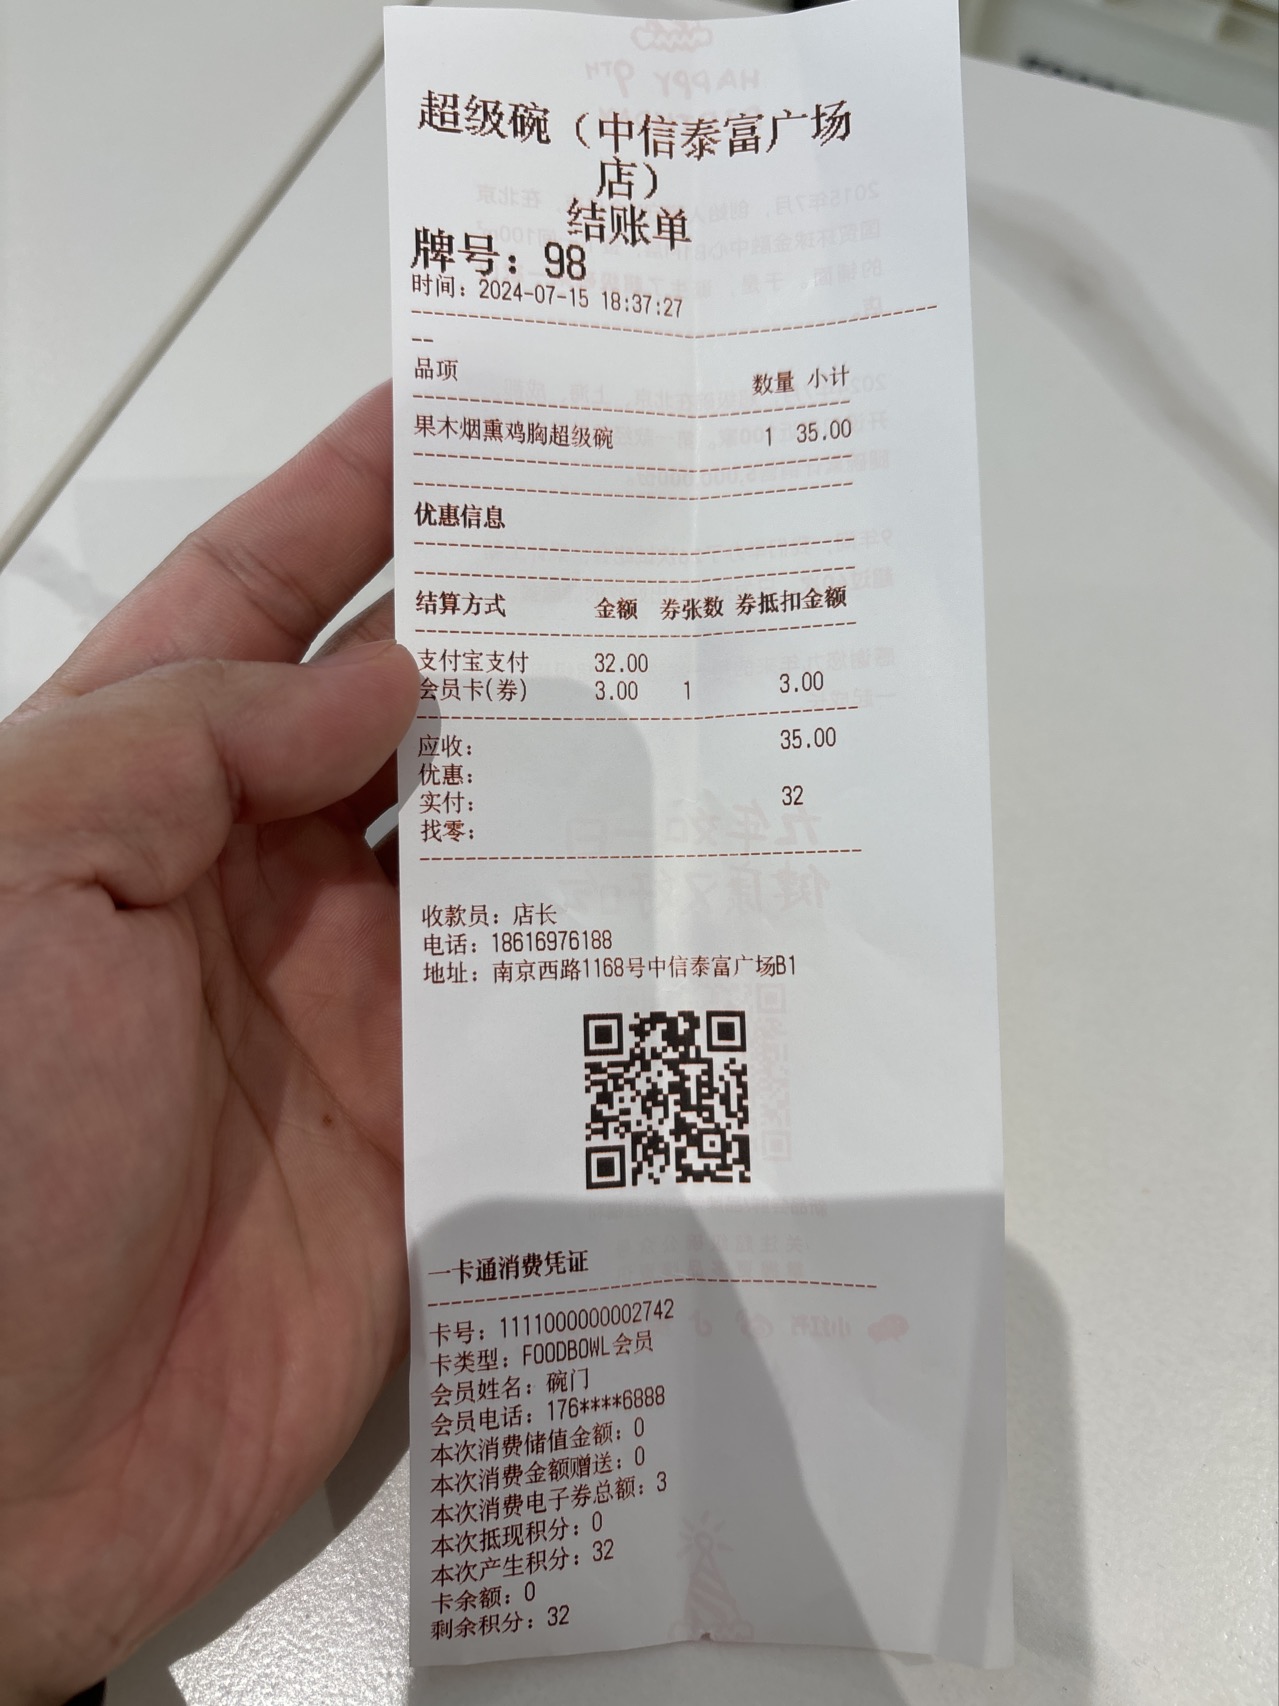 超级碗（中信泰富广场
店）
结账单
牌号：98
时间：2024-07-15 18:37:27
--
品项 数量 小计
果木烟熏鸡胸超级碗 1 35.00
优惠信息
结算方式 金额 券张数 券抵扣金额
支付宝支付 32.00
会员卡(券) 3.00 1 3.00
应收： 35.00
优惠：
实付： 32
找零：
收款员：店长
电话：18616976188
地址：南京西路1168号中信泰富广场B1
一卡通消费凭证
卡号：1111000000002742
卡类型：FOODBOWL会员
会员姓名：碗门
会员电话：176****6888
本次消费储值金额：0
本次消费金额赠送：0
本次消费电子券总额：3
本次抵现积分：0
本次产生积分：32
卡余额：0
剩余积分：32